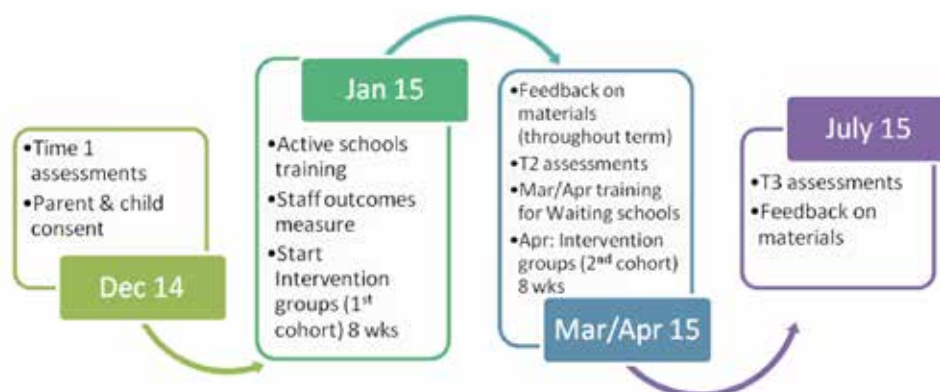 •Time 1
assessments
•Parent & child
consent
Dec 14
Jan 15
•Active schools
training
•Staff outcomes
measure
•Start
Intervention
groups (1st
cohort) 8 wks
•Feedback on
materials
(throughout term)
•T2 assessments
•Mar/Apr training
for Waiting schools
•Apr: Intervention
groups (2nd cohort)
8 wks
Mar/Apr 15
July 15
•T3 assessments
•Feedback on
materials